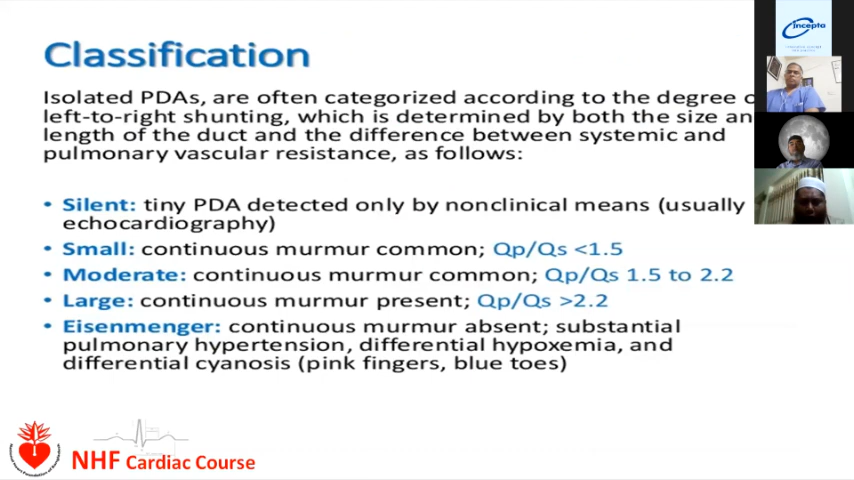 Classification
Isolated PDAs, are often categorized according to the degree
left-to-right shunting, which is determined by both the size
length of the duct and the difference between systemic and
pulmonary vascular resistance, as follows:
• Silent: tiny PDA detected only by nonclinical means (usually
echocardiography)
• Small: continuous murmur common; Qp/Qs <1.5
• Moderate: continuous murmur common; Qp/Qs 1.5 to 2.2
• Large: continuous murmur present; Qp/Qs >2.2
• Eisenmenger: continuous murmur absent; substantial
pulmonary hypertension, differential hypoxemia, and
differential cyanosis (pink fingers, blue toes)
NHF Cardiac Course
Incepta